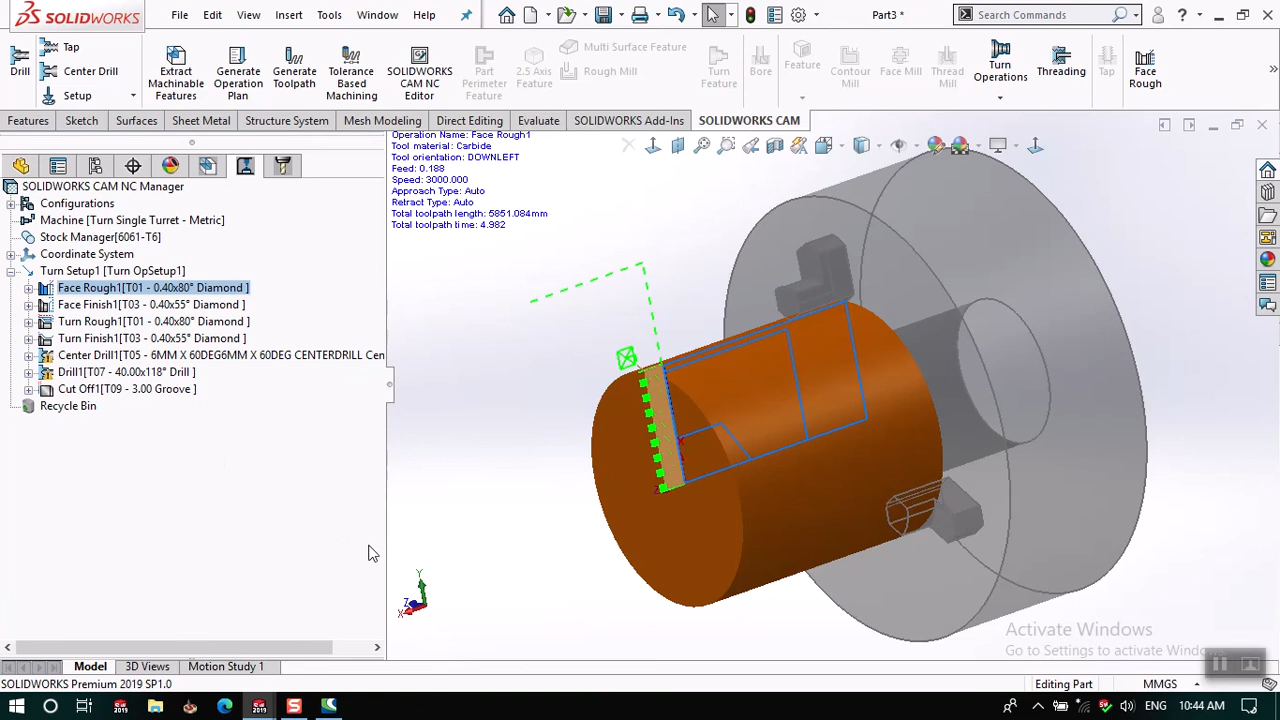 SOLIDWORKS File Edit View Insert Tools Window Help Part3 * Search Commands ?
Tap
Center Drill
Setup
Drill
Extract Machinable Features
Generate Operation Plan
Generate Toolpath
Tolerance Based Machining
SOLIDWORKS CAM NC Editor
Part Perimeter Feature
2.5 Axis Feature
Multi Surface Feature
Rough Mill
Turn Feature
Bore
Feature
Contour Mill
Face Mill
Thread Mill
Turn Operations
Threading
Tap
Face Rough
Features Sketch Surfaces Sheet Metal Structure System Mesh Modeling Direct Editing Evaluate SOLIDWORKS Add-Ins SOLIDWORKS CAM
Operation Name: Face Rough1
Tool material: Carbide
Tool orientation: DOWNLEFT
Feed: 0.188
Speed: 3000.000
Approach Type: Auto
Retract Type: Auto
Total toolpath length: 5851.084mm
Total toolpath time: 4.982
SOLIDWORKS CAM NC Manager
Configurations
Machine [Turn Single Turret - Metric]
Stock Manager[6061-T6]
Coordinate System
Turn Setup1 [Turn OpSetup1]
Face Rough1[T01 - 0.40x80° Diamond ]
Face Finish1[T03 - 0.40x55° Diamond ]
Turn Rough1[T01 - 0.40x80° Diamond ]
Turn Finish1[T03 - 0.40x55° Diamond ]
Center Drill1[T05 - 6MM X 60DEG6MM X 60DEG CENTERDRILL Cen
Drill1[T07 - 40.00x118° Drill ]
Cut Off1[T09 - 3.00 Groove ]
Recycle Bin
Y
Z
X
Activate Windows
Go to Settings to activate Windows.
Model 3D Views Motion Study 1
SOLIDWORKS Premium 2019 SP1.0 Editing Part MMGS
ENG 10:44 AM